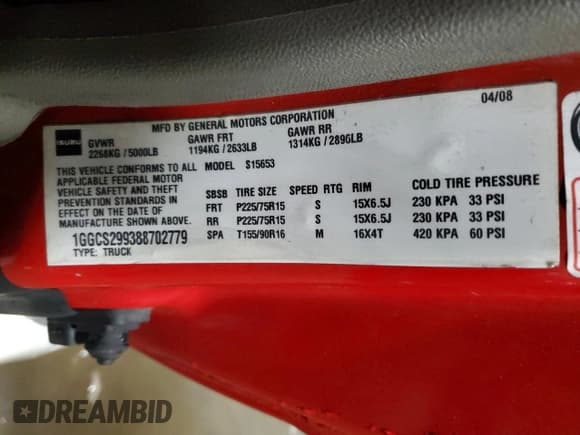 MFD BY GENERAL MOTORS CORPORATION 04/08
ISUZU GVWR GAWR FRT GAWR RR
2268KG / 5000LB 1194KG / 2633LB 1314KG / 2896LB
THIS VEHICLE CONFORMS TO ALL MODEL S15653
APPLICABLE FEDERAL MOTOR
VEHICLE SAFETY AND THEFT
PREVENTION STANDARDS IN
EFFECT ON THE DATE OF
MANUFACTURE SHOWN ABOVE.
1GGCS299388702779
TYPE: TRUCK
SBSB TIRE SIZE SPEED RTG RIM COLD TIRE PRESSURE
FRT P225/75R15 S 15X6.5J 230 KPA 33 PSI
RR P225/75R15 S 15X6.5J 230 KPA 33 PSI
SPA T155/90R16 M 16X4T 420 KPA 60 PSI
DREAMBID